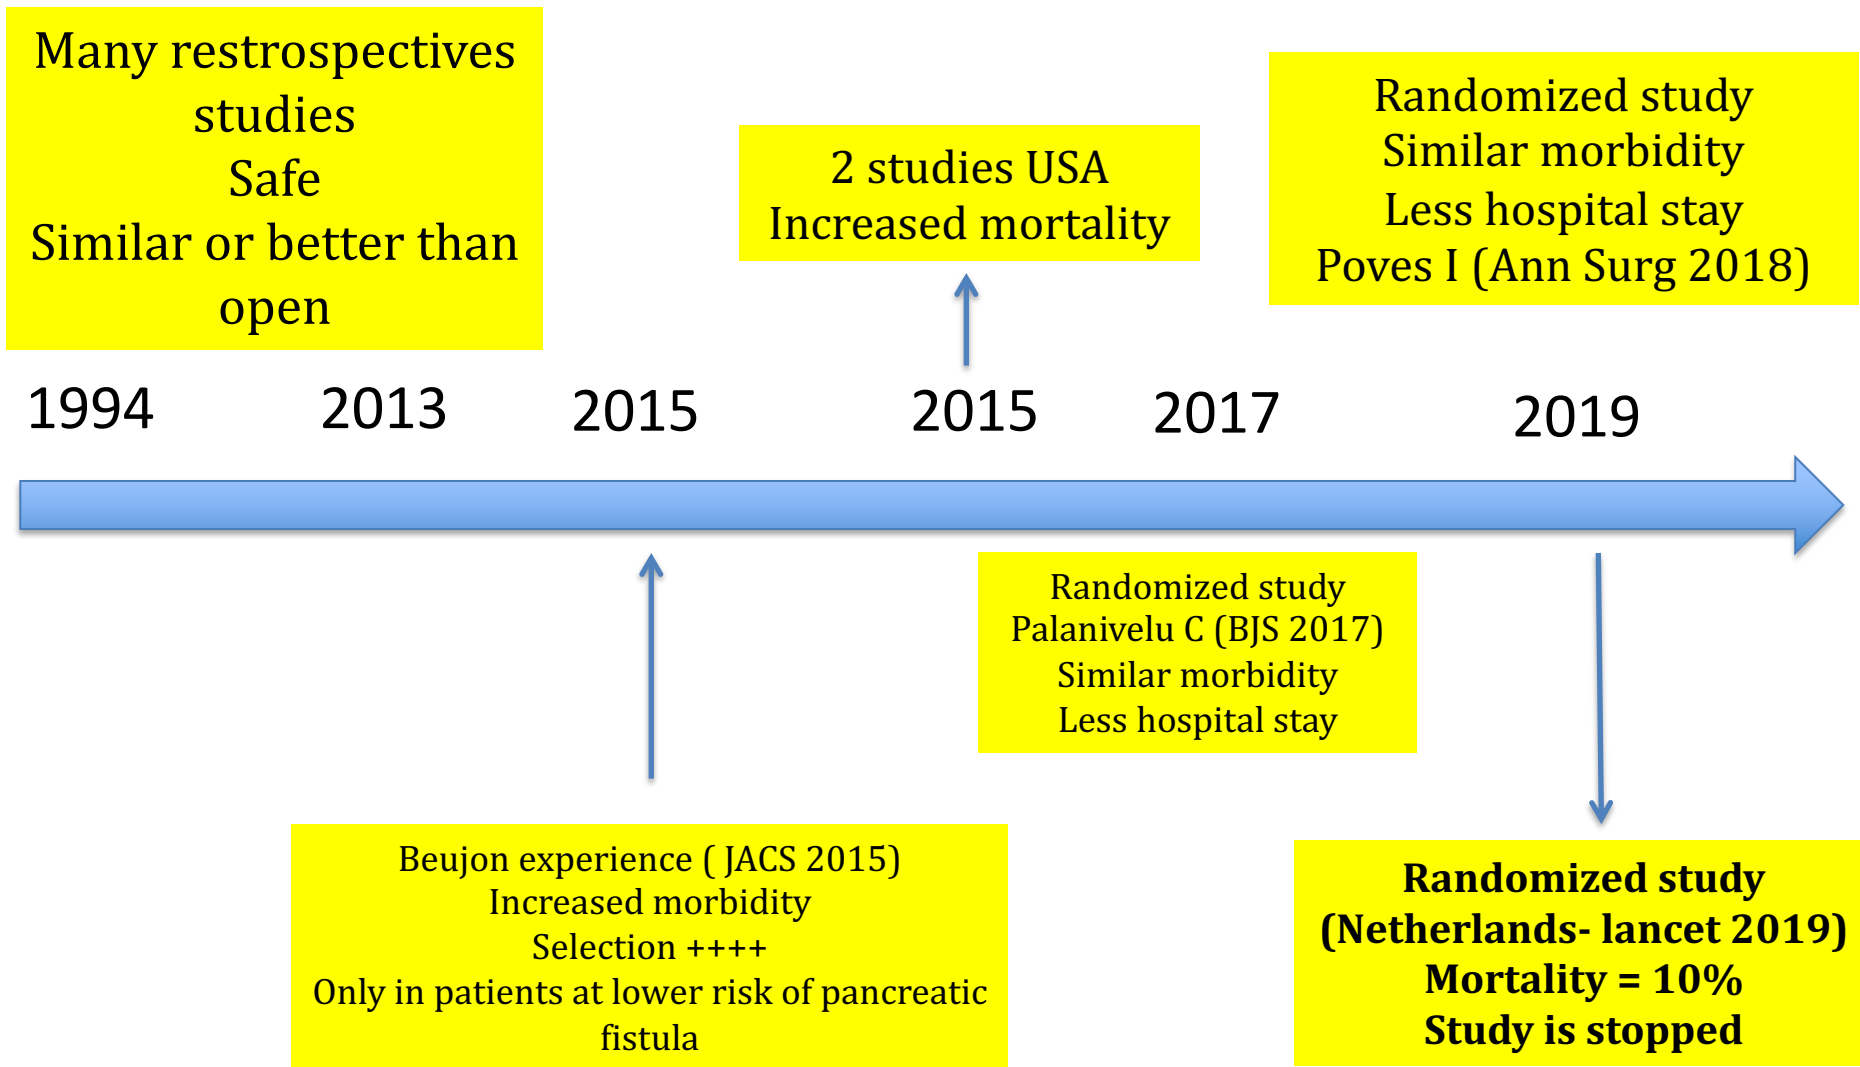 Many restrospectives
studies
Safe
Similar or better than
open
2 studies USA
Increased mortality
Randomized study
Similar morbidity
Less hospital stay
Poves I (Ann Surg 2018)
1994
2013
2015
2015
2017
2019
Randomized study
Palanivelu C (BJS 2017)
Similar morbidity
Less hospital stay
Beujon experience ( JACS 2015)
Increased morbidity
Selection ++++
Only in patients at lower risk of pancreatic
fistula
Randomized study
(Netherlands- lancet 2019)
Mortality = 10%
Study is stopped